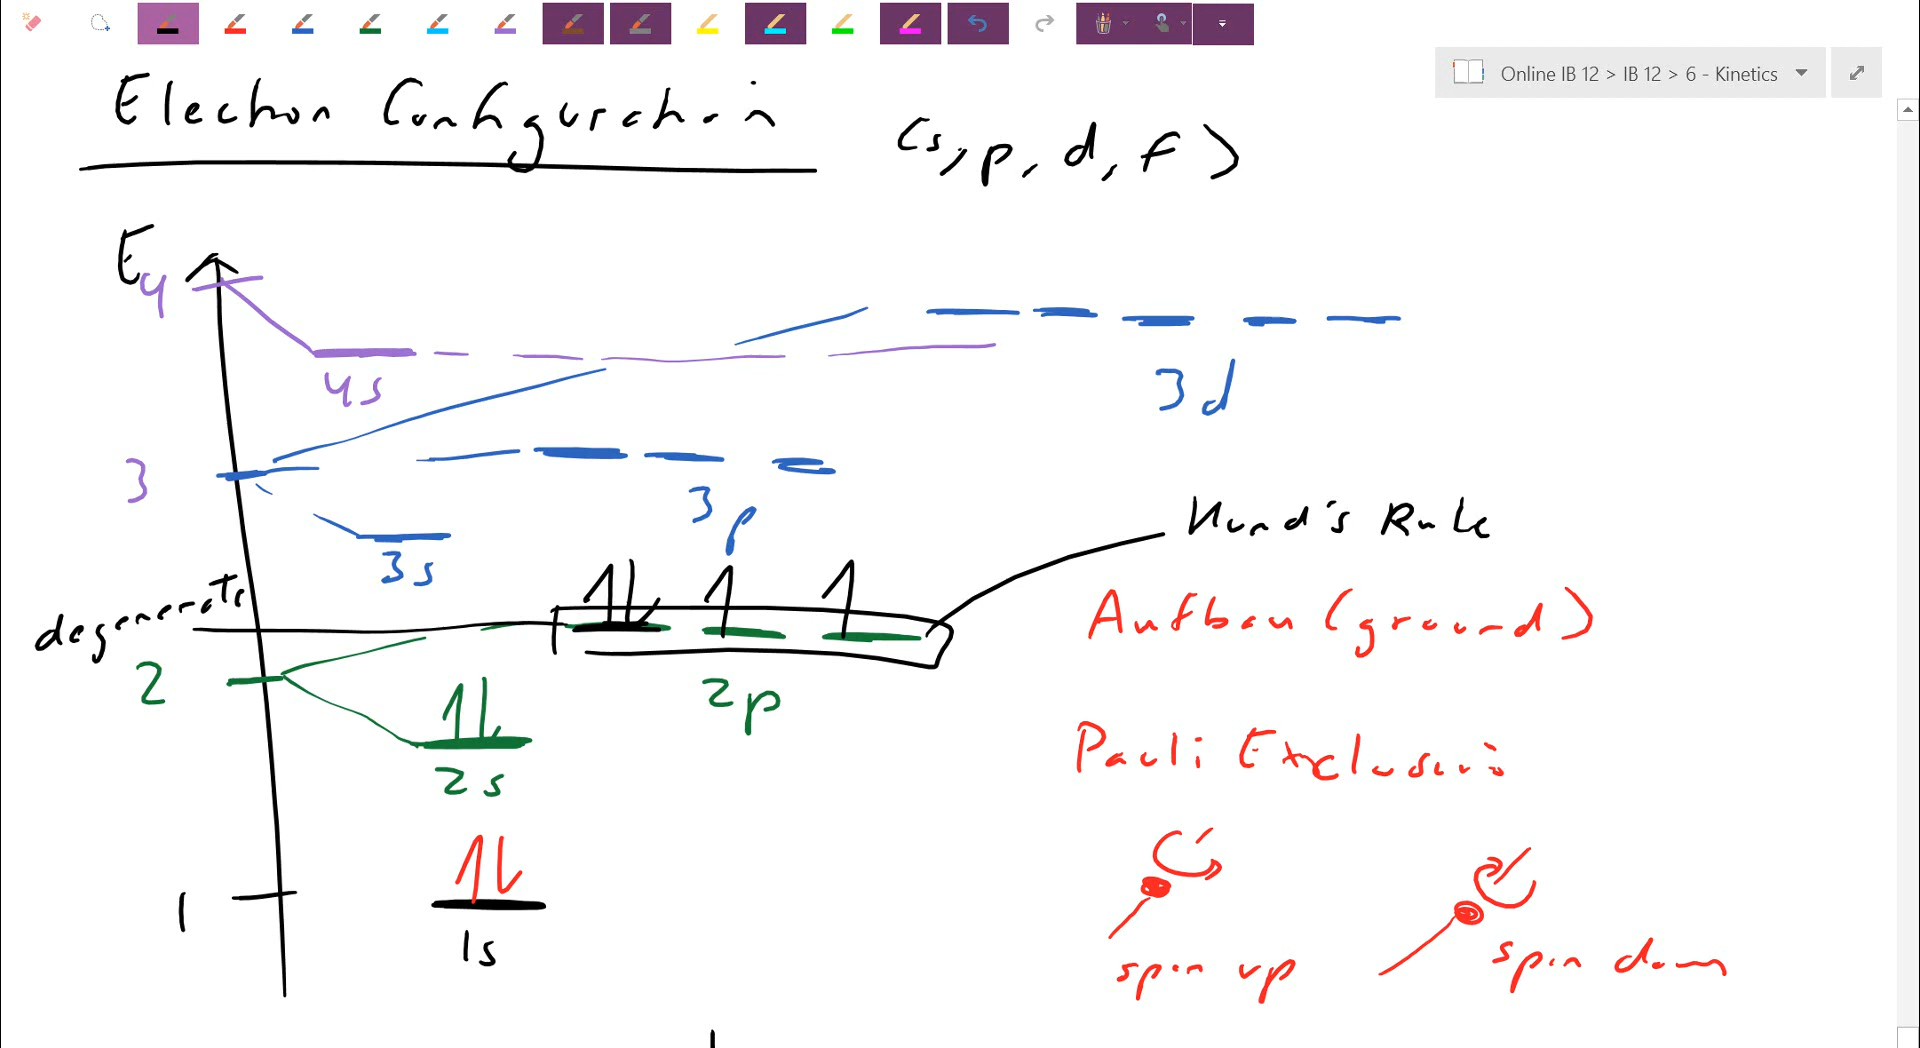 Online IB 12 > IB 12 > 6 - Kinetics
Electron Configuration (s, p, d, f)
E
4
4s
3d
3
3p
3s
Hund's Rule
degenerate
Aufbau (ground)
2
2p
2s
Pauli Exclusion
1
1s
spin up
spin down